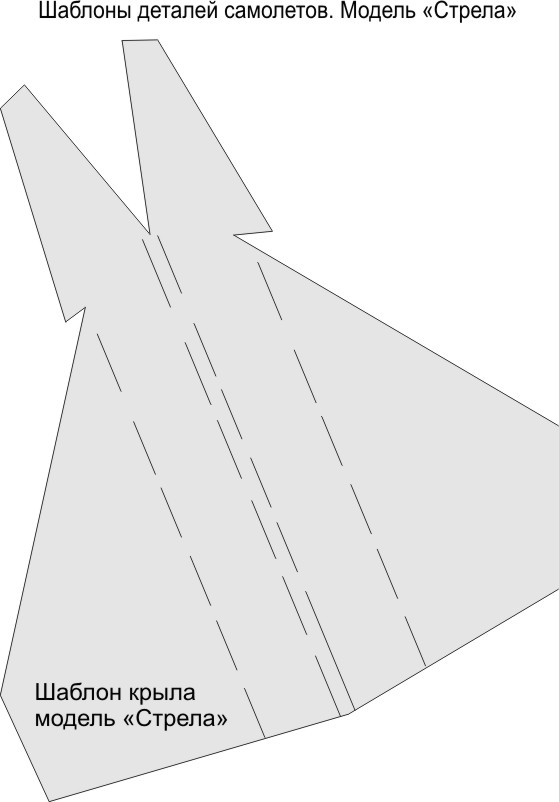 Шаблоны деталей самолетов. Модель «Стрела»
Шаблон крыла
модель «Стрела»